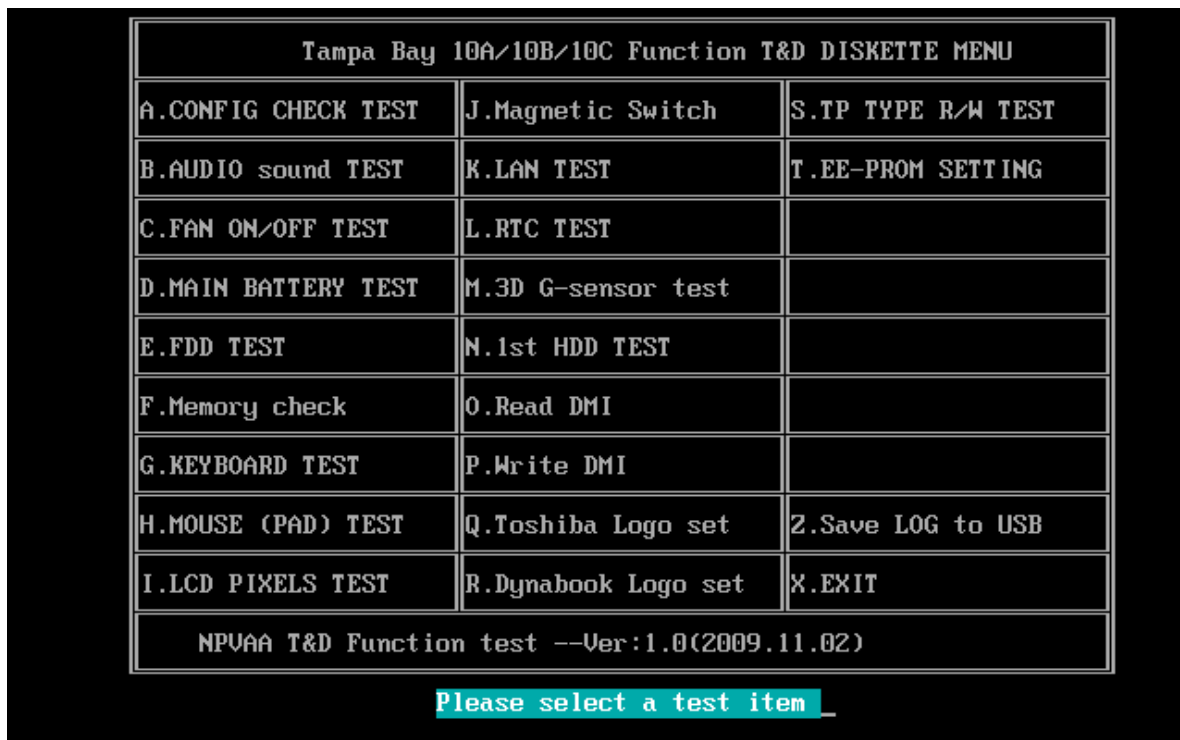 Tampa Bay 10A/10B/10C Function T&D DISKETTE MENU
A.CONFIG CHECK TEST J.Magnetic Switch S.TP TYPE R/W TEST
B.AUDIO sound TEST K.LAN TEST T.EE-PROM SETTING
C.FAN ON/OFF TEST L.RTC TEST
D.MAIN BATTERY TEST M.3D G-sensor test
E.FDD TEST N.1st HDD TEST
F.Memory check O.Read DMI
G.KEYBOARD TEST P.Write DMI
H.MOUSE (PAD) TEST Q.Toshiba Logo set Z.Save LOG to USB
I.LCD PIXELS TEST R.Dynabook Logo set X.EXIT
NPVAA T&D Function test --Ver:1.0(2009.11.02)
Please select a test item _